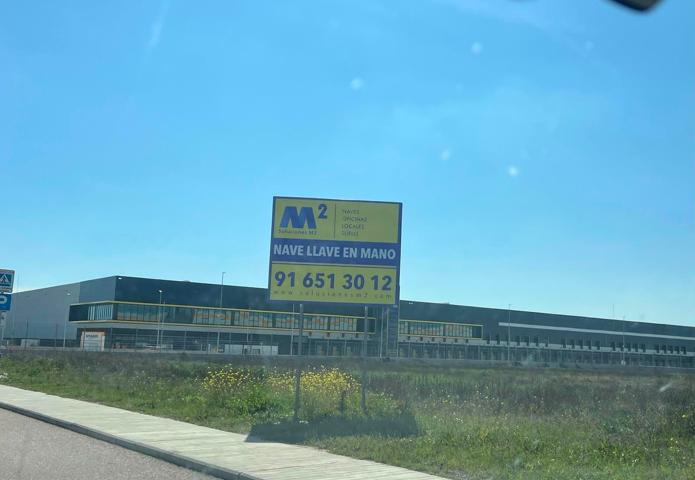 M2
Soluciones M2
NAVES
OFICINAS
LOCALES
SUELO
NAVE LLAVE EN MANO
91 651 30 12
www.solucionesm2.com